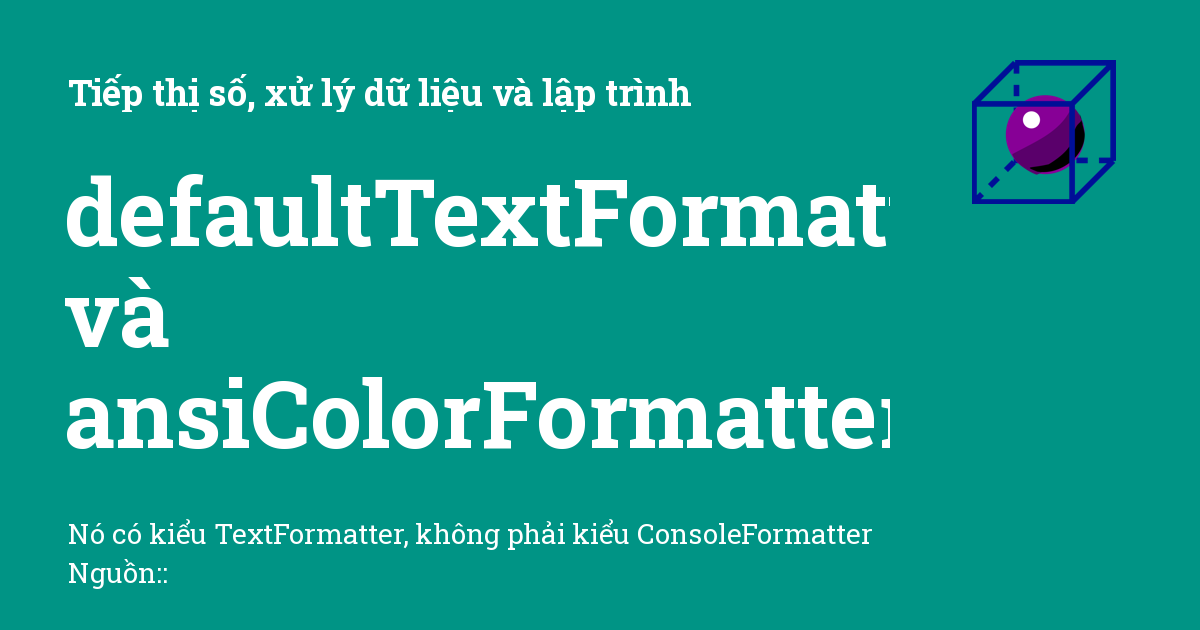 Tiếp thị số, xử lý dữ liệu và lập trình
defaultTextFormat
và
ansiColorFormatter
Nó có kiểu TextFormatter, không phải kiểu ConsoleFormatter
Nguồn::